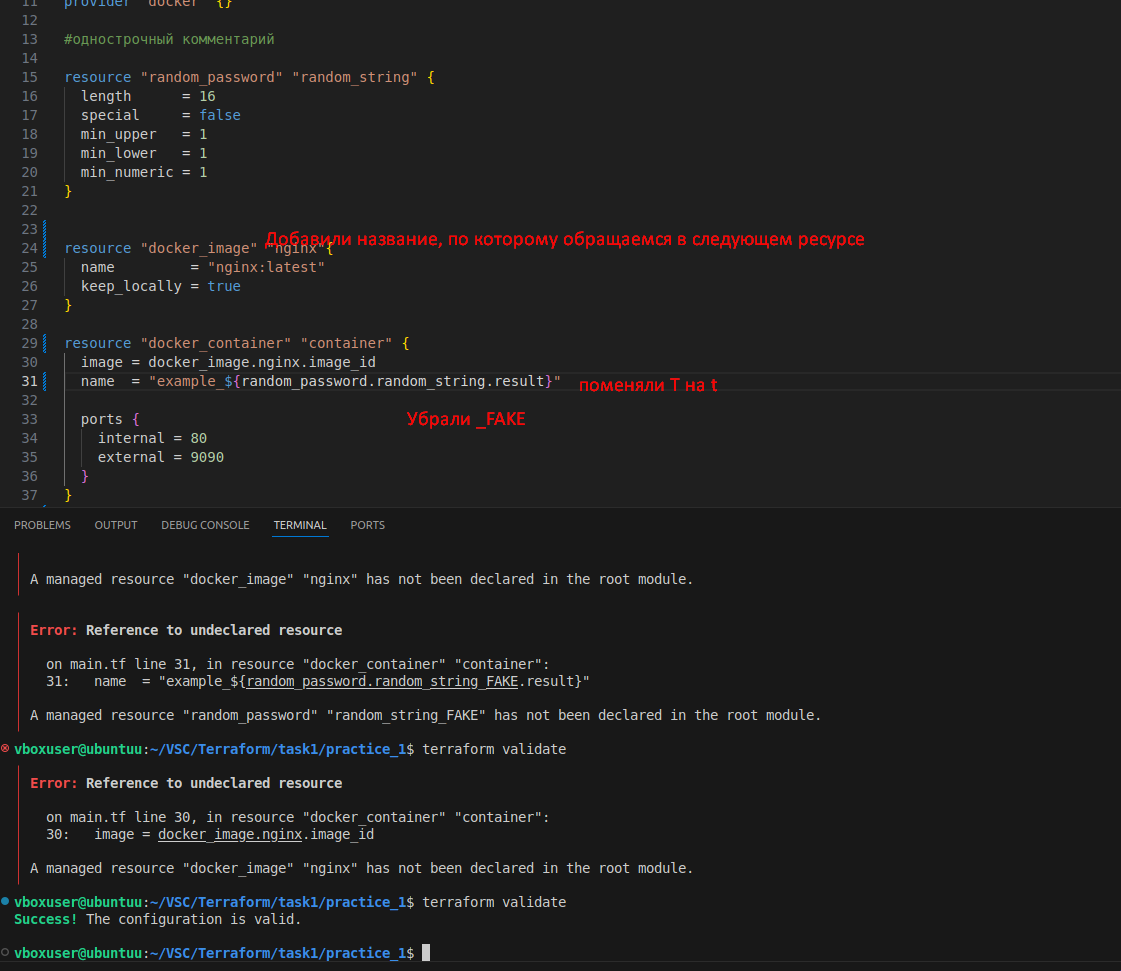 11 provider "docker" {}
12
13 #однострочный комментарий
14
15 resource "random_password" "random_string" {
16 length = 16
17 special = false
18 min_upper = 1
19 min_lower = 1
20 min_numeric = 1
21 }
22
23
Добавили название, по которому обращаемся в следующем ресурсе
24 resource "docker_image" "nginx"{
25 name = "nginx:latest"
26 keep_locally = true
27 }
28
29 resource "docker_container" "container" {
30 image = docker_image.nginx.image_id
31 name = "example_${random_password.random_string.result}" поменяли T на t
32
33 ports { Убрали _FAKE
34 internal = 80
35 external = 9090
36 }
37 }
PROBLEMS OUTPUT DEBUG CONSOLE TERMINAL PORTS
A managed resource "docker_image" "nginx" has not been declared in the root module.
Error: Reference to undeclared resource
on main.tf line 31, in resource "docker_container" "container":
31: name = "example_${random_password.random_string_FAKE.result}"
A managed resource "random_password" "random_string_FAKE" has not been declared in the root module.
vboxuser@ubuntuu:~/VSC/Terraform/task1/practice_1$ terraform validate
Error: Reference to undeclared resource
on main.tf line 30, in resource "docker_container" "container":
30: image = docker_image.nginx.image_id
A managed resource "docker_image" "nginx" has not been declared in the root module.
vboxuser@ubuntuu:~/VSC/Terraform/task1/practice_1$ terraform validate
Success! The configuration is valid.
vboxuser@ubuntuu:~/VSC/Terraform/task1/practice_1$